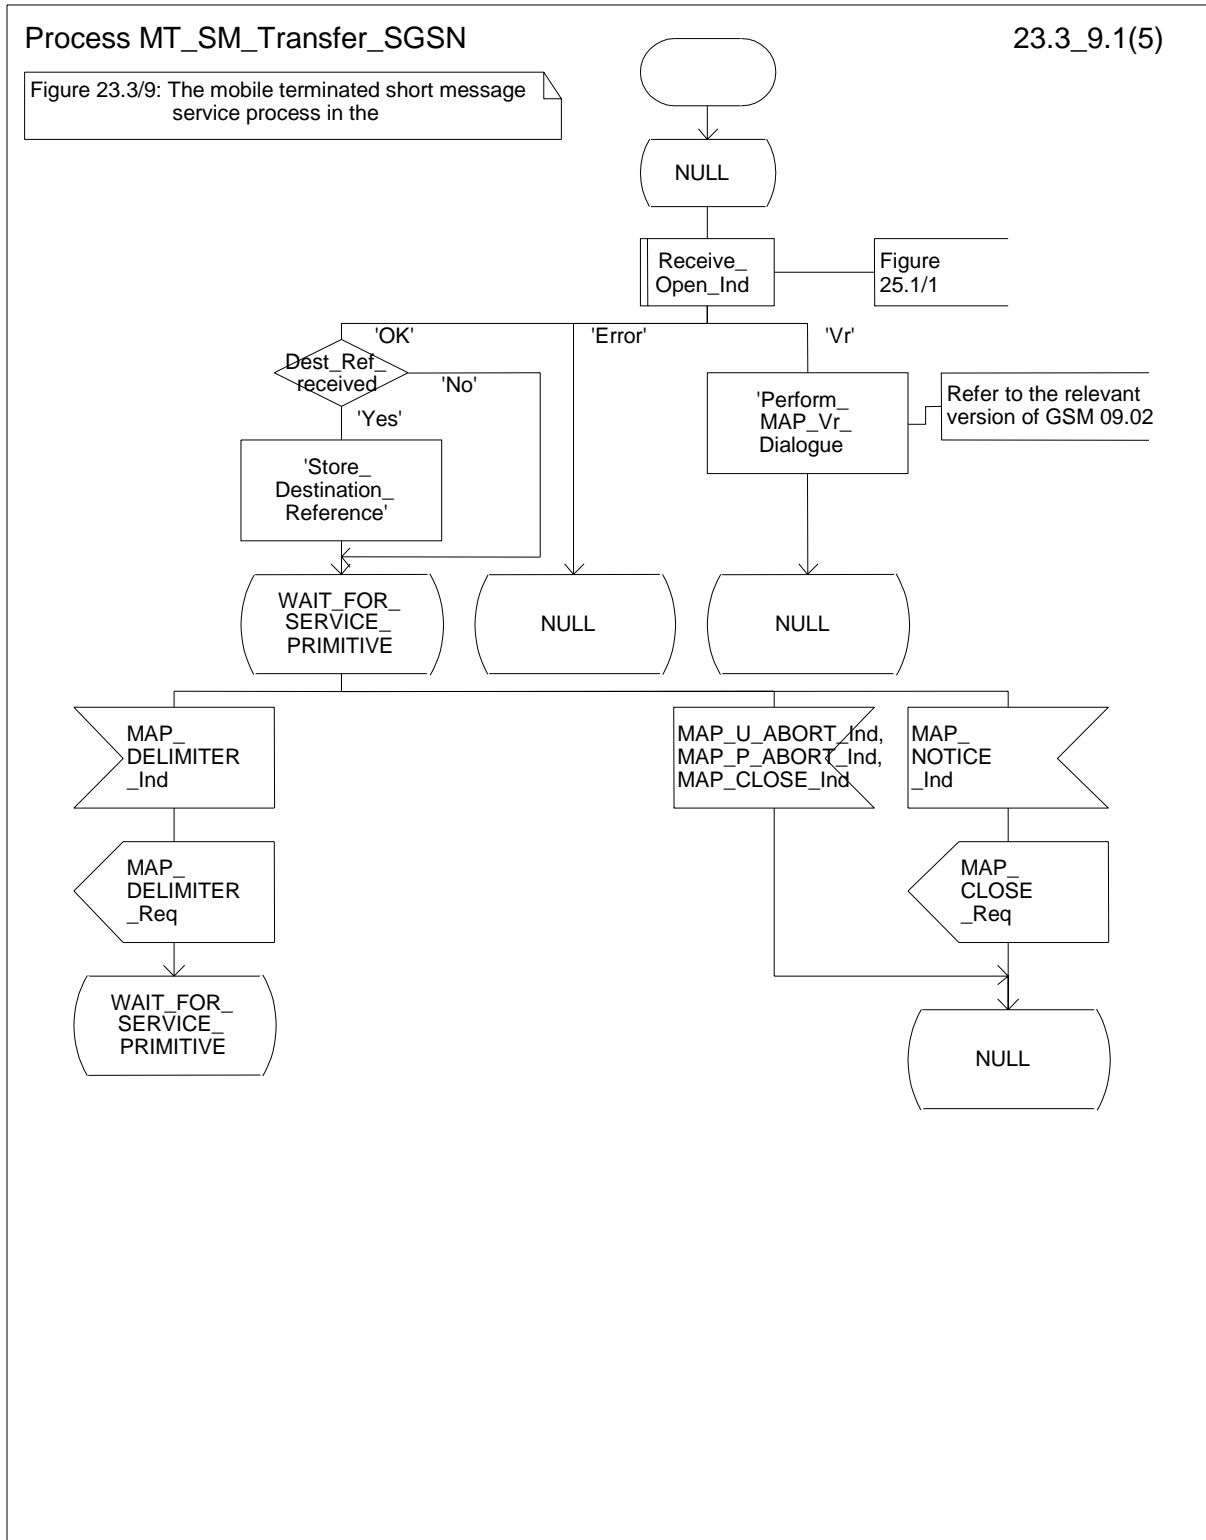 Process MT_SM_Transfer_SGSN
23.3_9.1(5)
Figure 23.3/9: The mobile terminated short message
service process in the
NULL
Receive_
Open_Ind
Figure
25.1/1
'OK'
'Error'
'Vr'
Dest_Ref_
received
'No'
'Yes'
'Perform_
MAP_Vr_
Dialogue
Refer to the relevant
version of GSM 09.02
'Store_
Destination_
Reference'
WAIT_FOR_
SERVICE_
PRIMITIVE
NULL
NULL
MAP_
DELIMITER
_Ind
MAP_U_ABORT_Ind,
MAP_P_ABORT_Ind,
MAP_CLOSE_Ind
MAP_
NOTICE
_Ind
MAP_
DELIMITER
_Req
MAP_
CLOSE
_Req
WAIT_FOR_
SERVICE_
PRIMITIVE
NULL